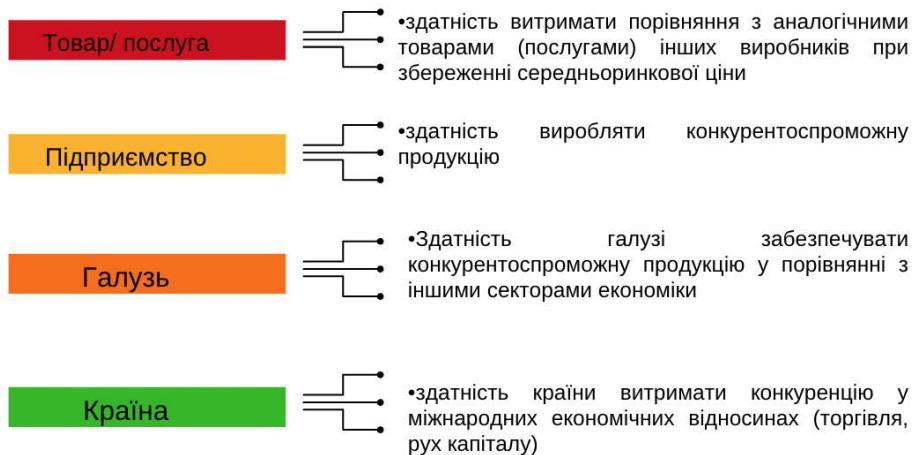 Товар/ послуга
•здатність витримати порівняння з аналогічними
товарами (послугами) інших виробників при
збереженні середньоринкової ціни
Підприємство
•здатність виробляти конкурентоспроможну
продукцію
Галузь
•Здатність галузі забезпечувати
конкурентоспроможну продукцію у порівнянні з
іншими секторами економіки
Країна
•здатність країни витримати конкуренцію у
міжнародних економічних відносинах (торгівля,
рух капіталу)